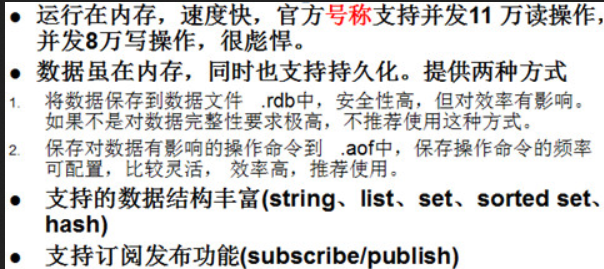 • 运行在内存，速度快，官方号称支持并发11 万读操作，
并发8万写操作，很彪悍。
• 数据虽在内存，同时也支持持久化。提供两种方式
1. 将数据保存到数据文件 .rdb中，安全性高，但对效率有影响。
如果不是对数据完整性要求极高，不推荐使用这种方式。
2. 保存对数据有影响的操作命令到 .aof中，保存操作命令的频率
可配置，比较灵活， 效率高，推荐使用。
• 支持的数据结构丰富(string、list、set、sorted set、
hash)
• 支持订阅发布功能(subscribe/publish)